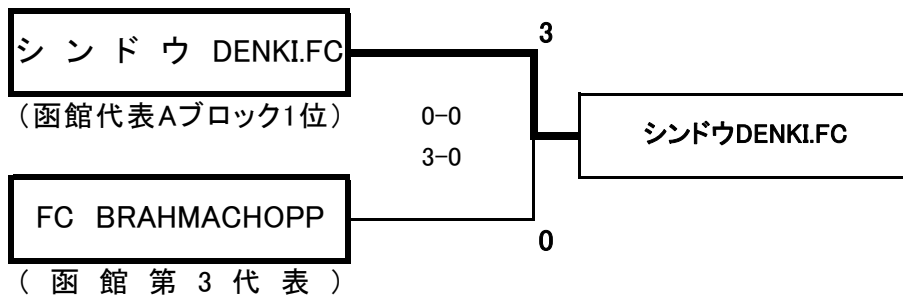 3
シンドウ DENKI.FC
(函館代表Aブロック1位)
0-0
3-0
シンドウDENKI.FC
FC BRAHMACHOPP
0
(函館第3代表)